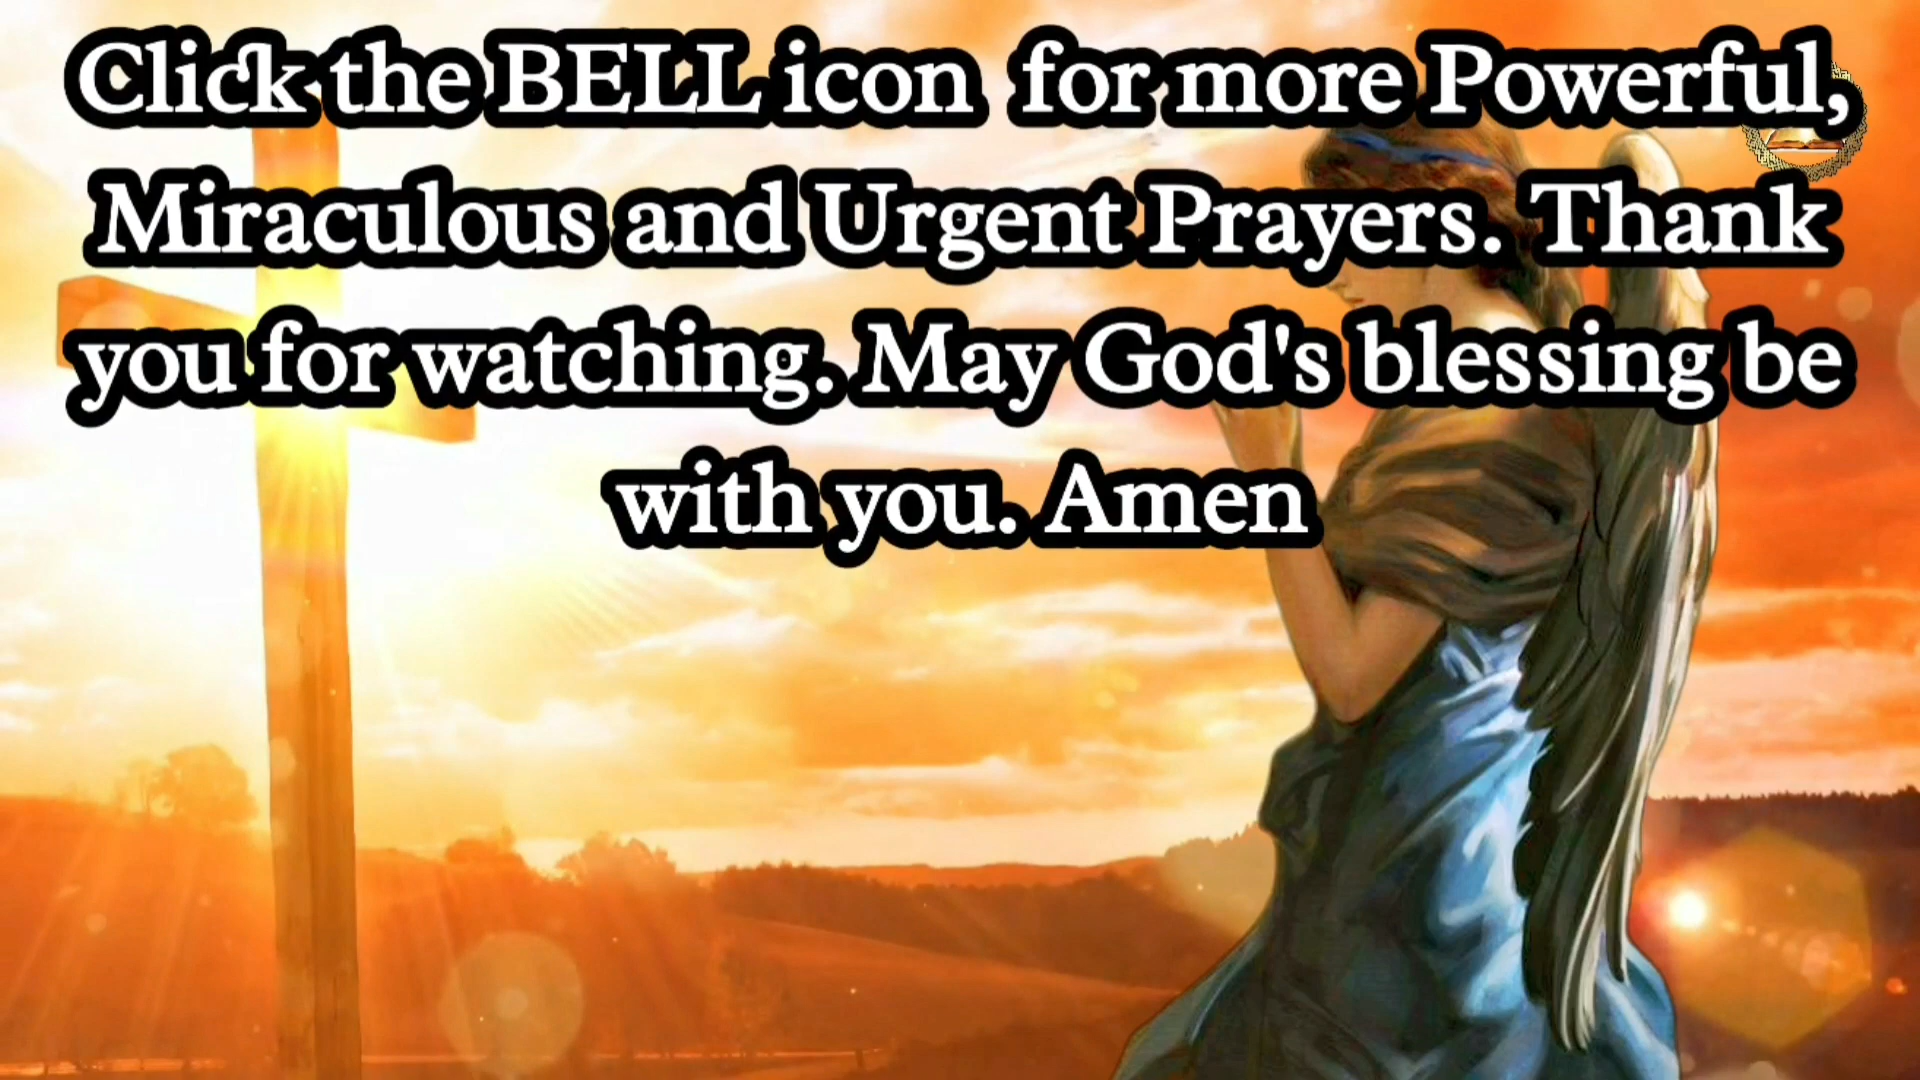 Click the BELL icon for more Powerful,
Miraculous and Urgent Prayers. Thank
you for watching. May God's blessing be
with you. Amen